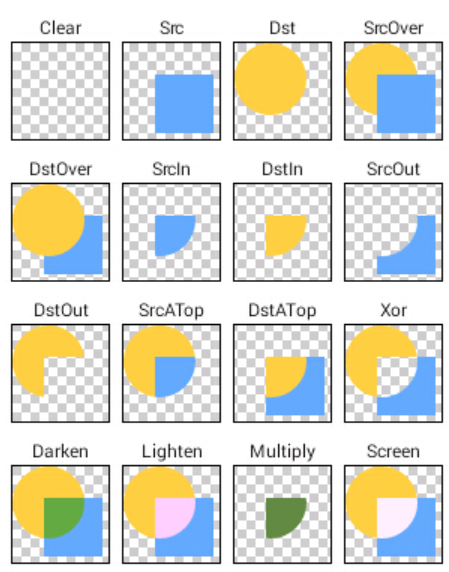 Clear Src Dst SrcOver
DstOver SrcIn DstIn SrcOut
DstOut SrcATop DstATop Xor
Darken Lighten Multiply Screen